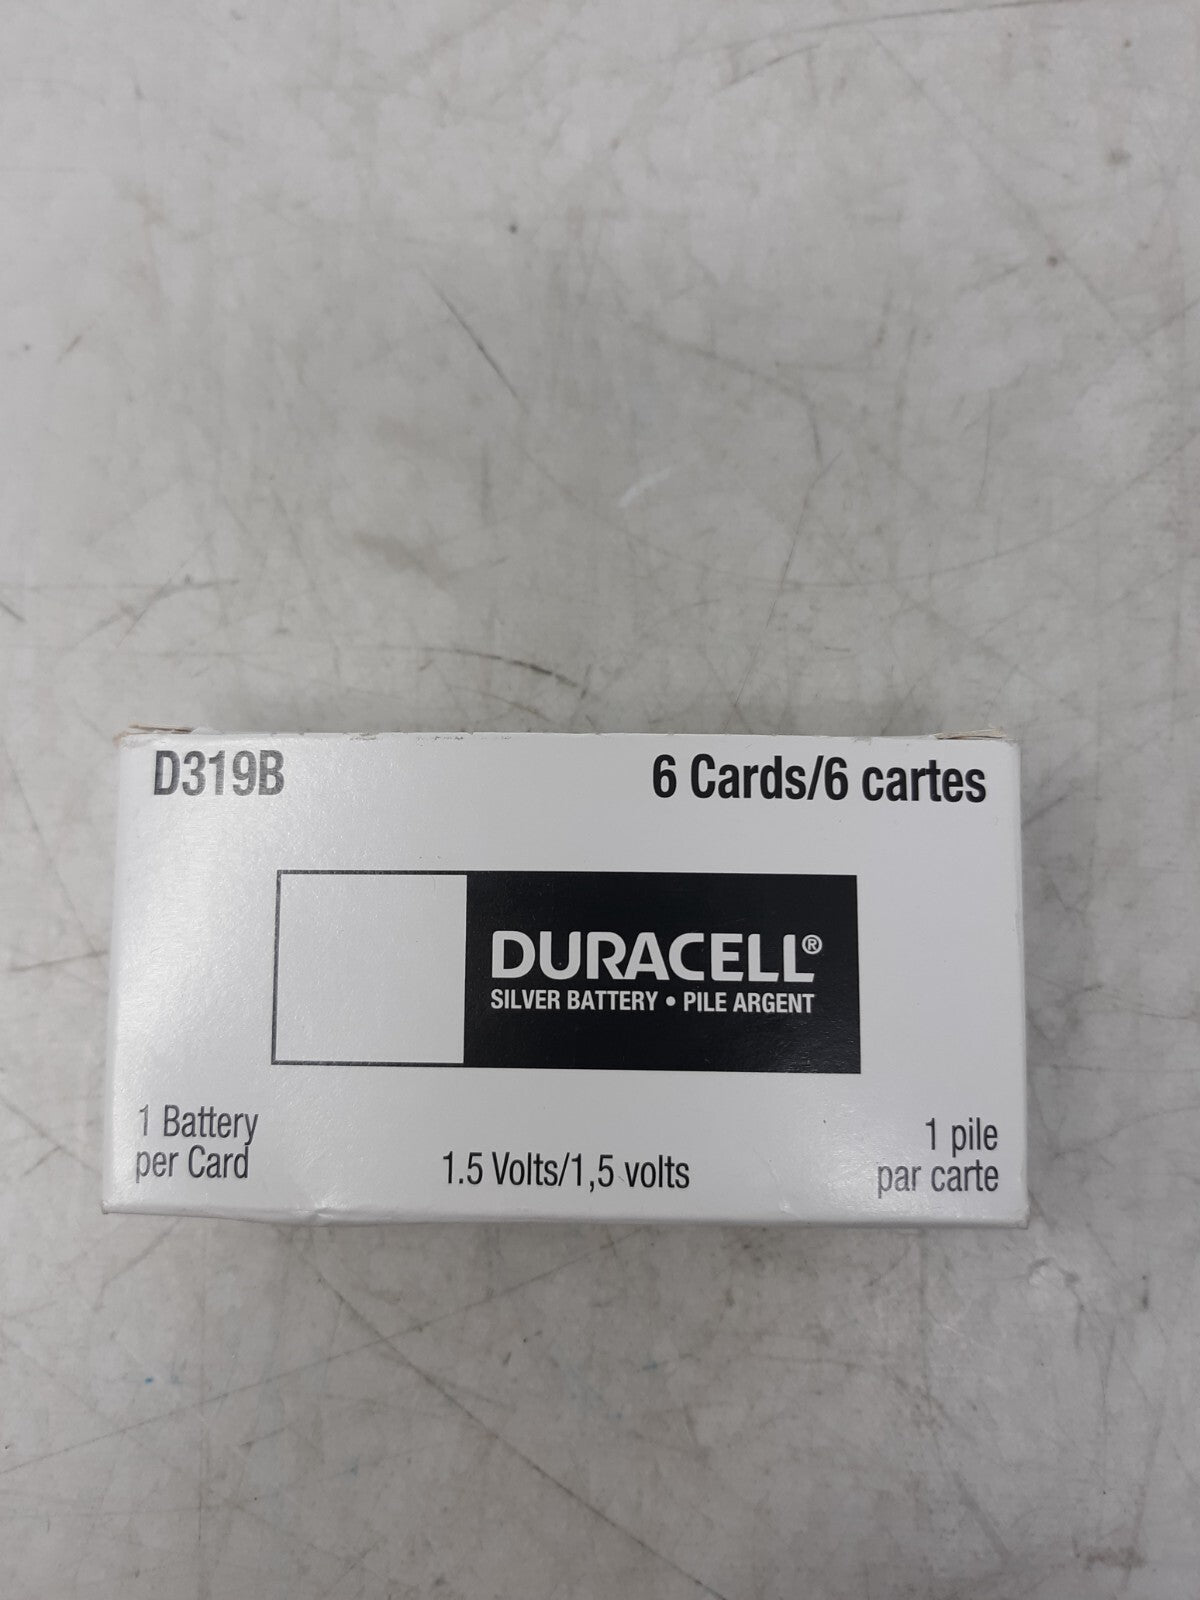 D319B
6 Cards/6 cartes
DURACELL®
SILVER BATTERY • PILE ARGENT
1 Battery
per Card
1.5 Volts/1,5 volts
1 pile
par carte